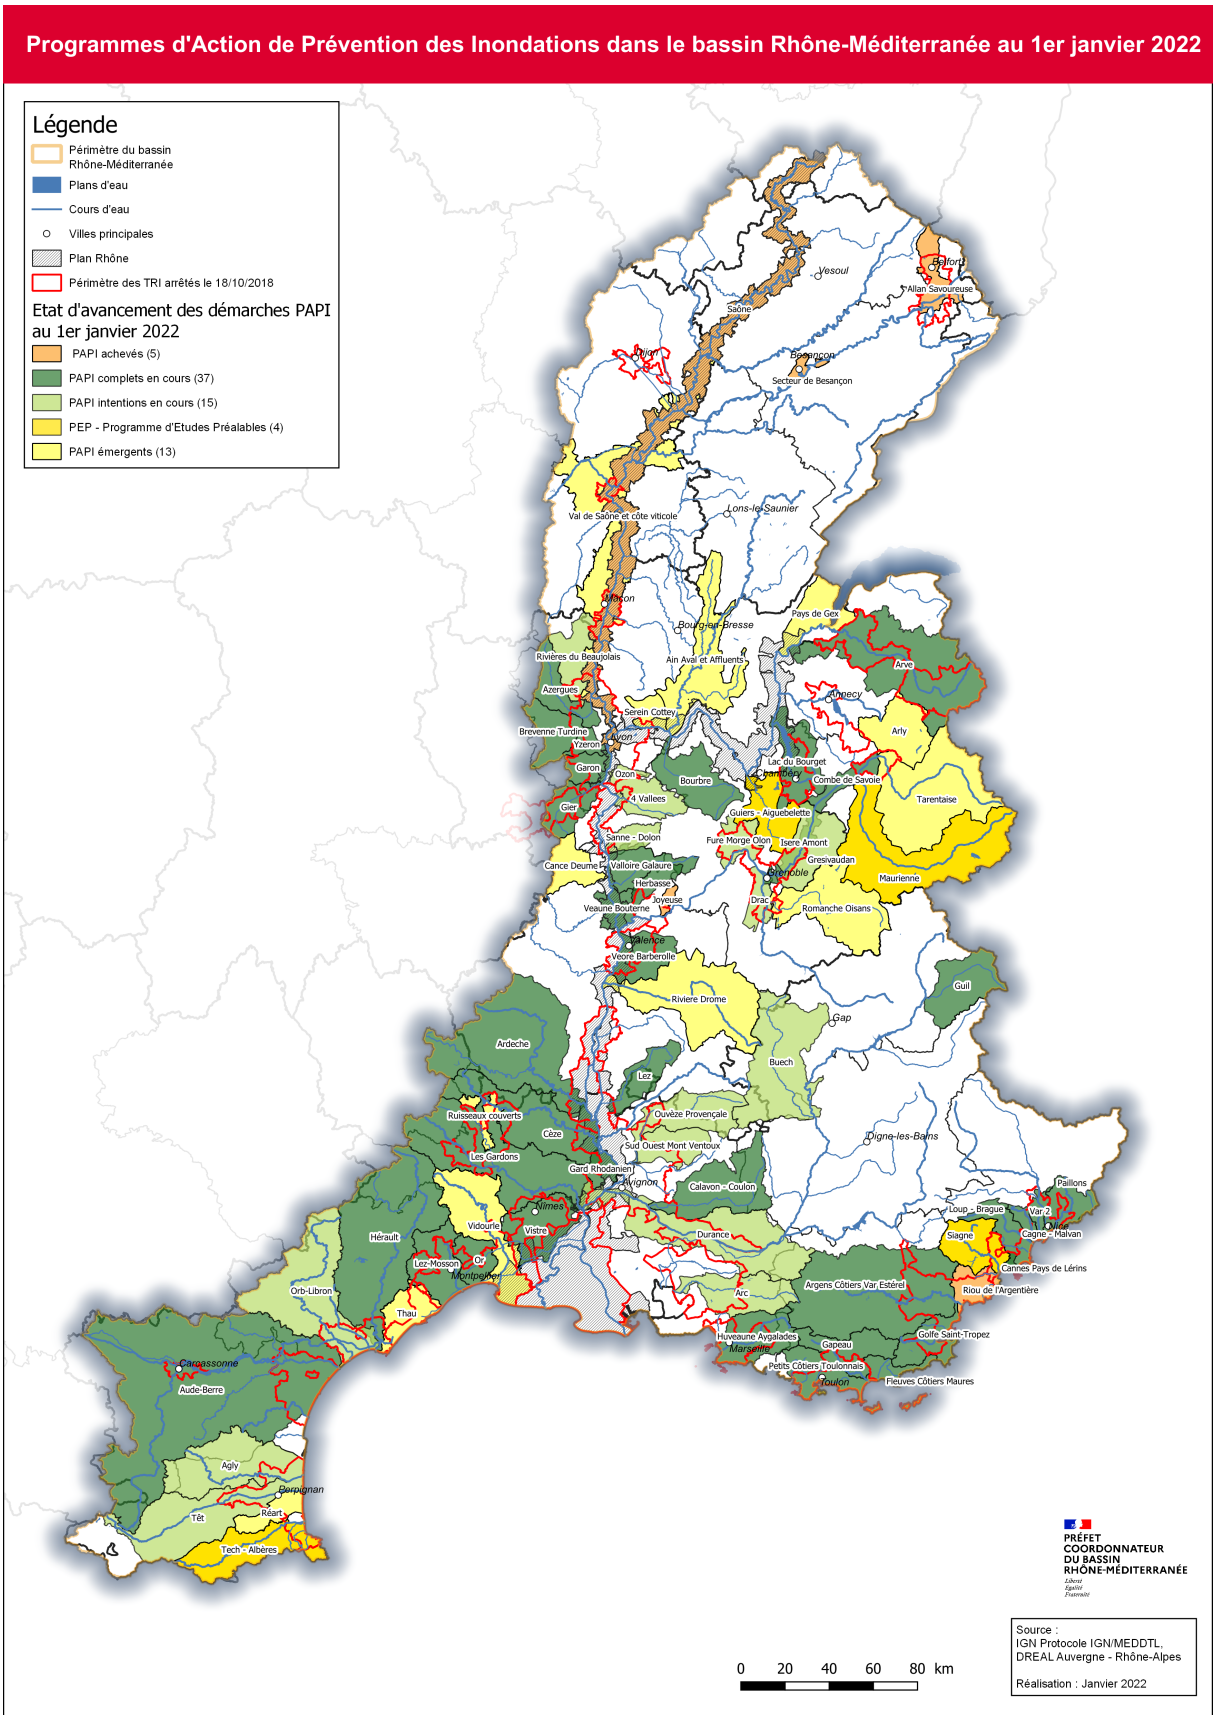 Programmes d'Action de Prévention des Inondations dans le bassin Rhône-Méditerranée au 1er janvier 2022
Légende
Périmètre du bassin
Rhône-Méditerranée
Plans d'eau
Cours d'eau
Villes principales
Plan Rhône
Périmètre des TRI arrêtés le 18/10/2018
Etat d'avancement des démarches PAPI
au 1er janvier 2022
PAPI achevés (5)
PAPI complets en cours (37)
PAPI intentions en cours (15)
PEP - Programme d'Etudes Préalables (4)
PAPI émergents (13)
Belfort
Vesoul
Allan Savoureuse
Saône
Dijon
Besançon
Secteur de Besançon
Lons-le-Saunier
Val de Saône et côte viticole
Mâcon
Pays de Gex
Bourg-en-Bresse
Rivières du Beaujolais
Ain Aval et Affluents
Arve
Azergues
Annecy
Serein Cottey
Brevenne Turdine
Arly
Lyon
Yzeron
Lac du Bourget
Garon
Ozon
Chambéry
Bourbre
Combe de Savoie
4 Vallees
Tarentaise
Gier
Guiers - Aiguebelette
Sanne - Dolon
Fure Morge Olon
Isere Amont
Gresivaudan
Cance Deume
Valloire Galaure
Grenoble
Maurienne
Herbasse
Joyeuse
Drac
Veaune Bouterne
Romanche Oisans
Valence
Veore Barberolle
Guil
Riviere Drome
Gap
Ardeche
Buech
Lez
Ruisseaux couverts
Ouvèze Provençale
Cèze
Digne-les-Bains
Sud Ouest Mont Ventoux
Les Gardons
Gard Rhodanien
Avignon
Calavon - Coulon
Paillons
Nîmes
Loup - Brague
Var 2
Vidourle
Nice
Vistre
Durance
Siagne
Cagne - Malvan
Hérault
Or
Lez-Mosson
Cannes Pays de Lérins
Montpellier
Argens Côtiers Var Estérel
Orb-Libron
Arc
Riou de l'Argentière
Thau
Golfe Saint-Tropez
Huveaune Aygalades
Gapeau
Marseille
Carcassonne
Petits Côtiers Toulonnais
Aude-Berre
Toulon
Fleuves Côtiers Maures
Agly
Perpignan
Réart
Têt
Tech - Albères
PRÉFET
COORDONNATEUR
DU BASSIN
RHÔNE-MÉDITERRANÉE
Liberté
Égalité
Fraternité
Source :
IGN Protocole IGN/MEDDTL,
DREAL Auvergne - Rhône-Alpes
Réalisation : Janvier 2022
0 20 40 60 80 km